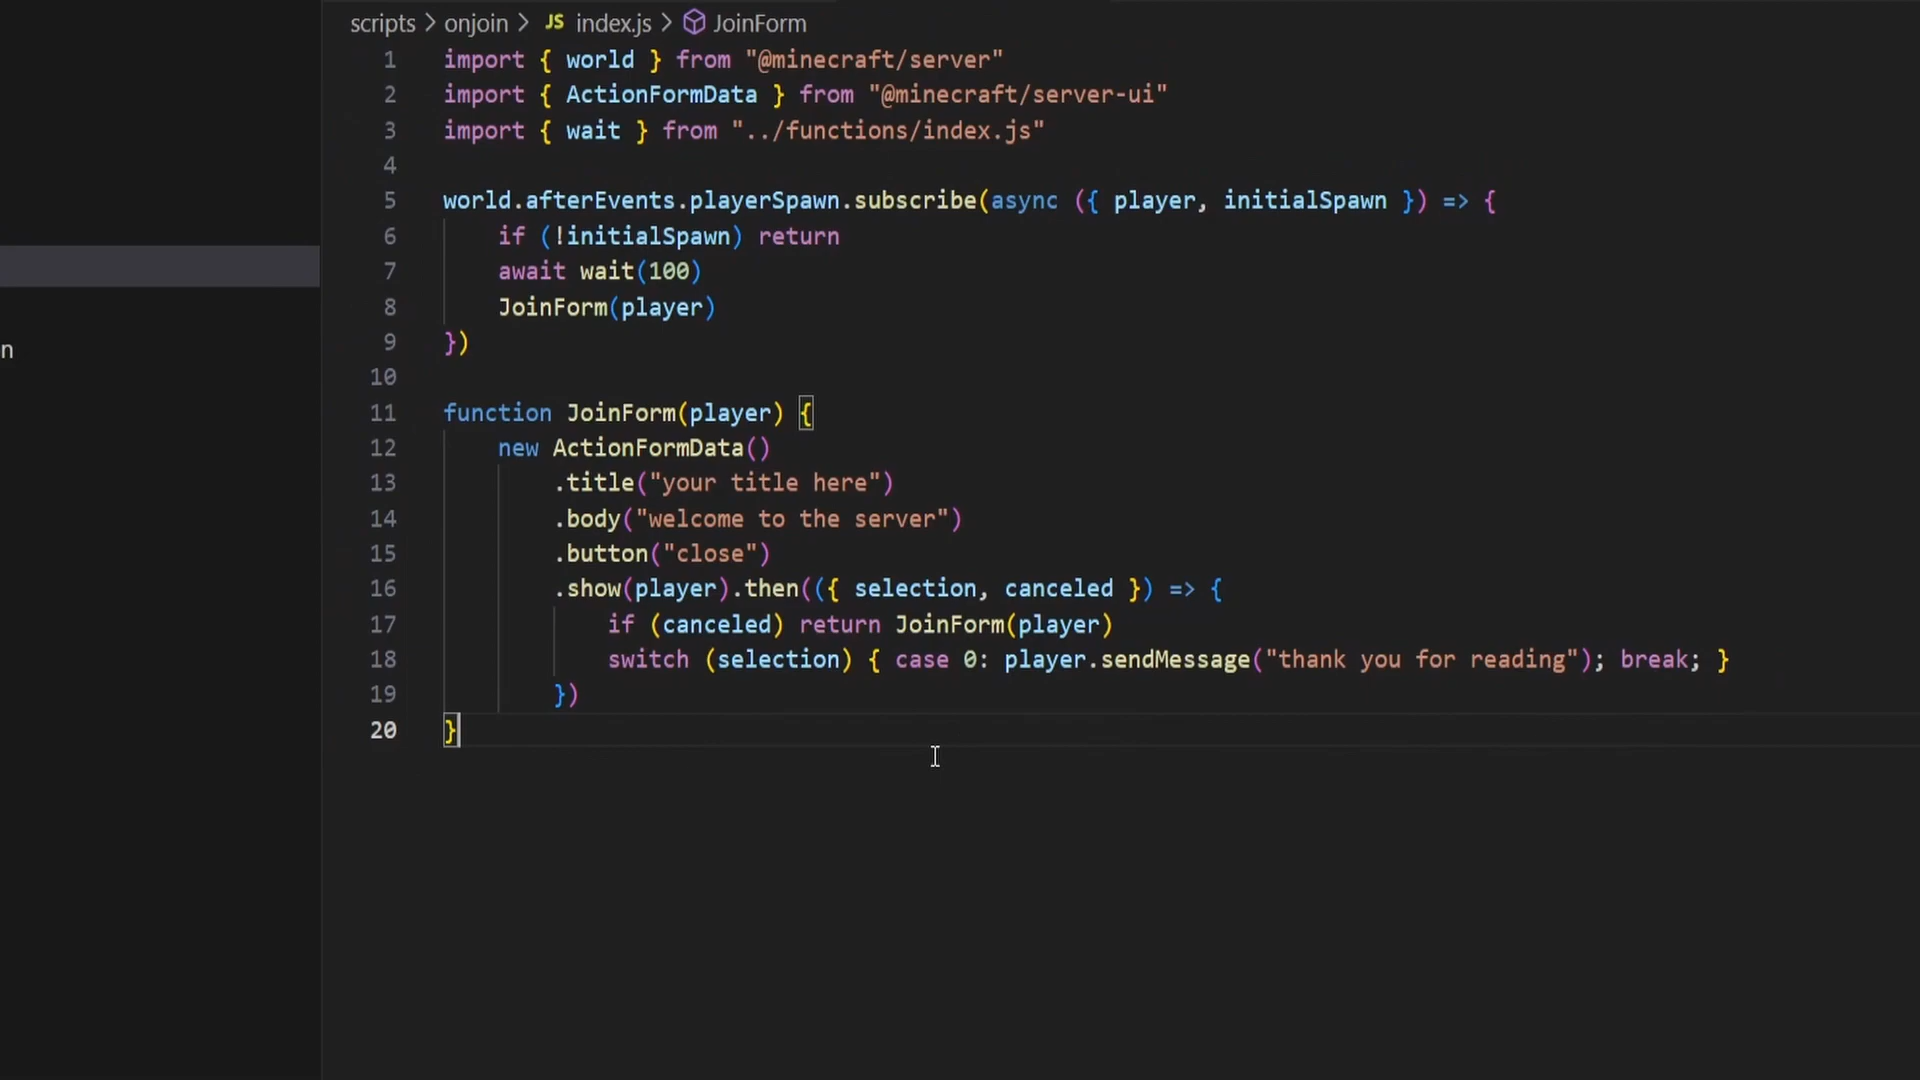 scripts > onjoin > JS index.js > JoinForm
1 import { world } from "@minecraft/server"
2 import { ActionFormData } from "@minecraft/server-ui"
3 import { wait } from "../functions/index.js"
4
5 world.afterEvents.playerSpawn.subscribe(async ({ player, initialSpawn }) => {
6     if (!initialSpawn) return
7     await wait(100)
8     JoinForm(player)
9 })
10
11 function JoinForm(player) {
12     new ActionFormData()
13         .title("your title here")
14         .body("welcome to the server")
15         .button("close")
16         .show(player).then(({ selection, canceled }) => {
17             if (canceled) return JoinForm(player)
18             switch (selection) { case 0: player.sendMessage("thank you for reading"); break; }
19         })
20 }
n